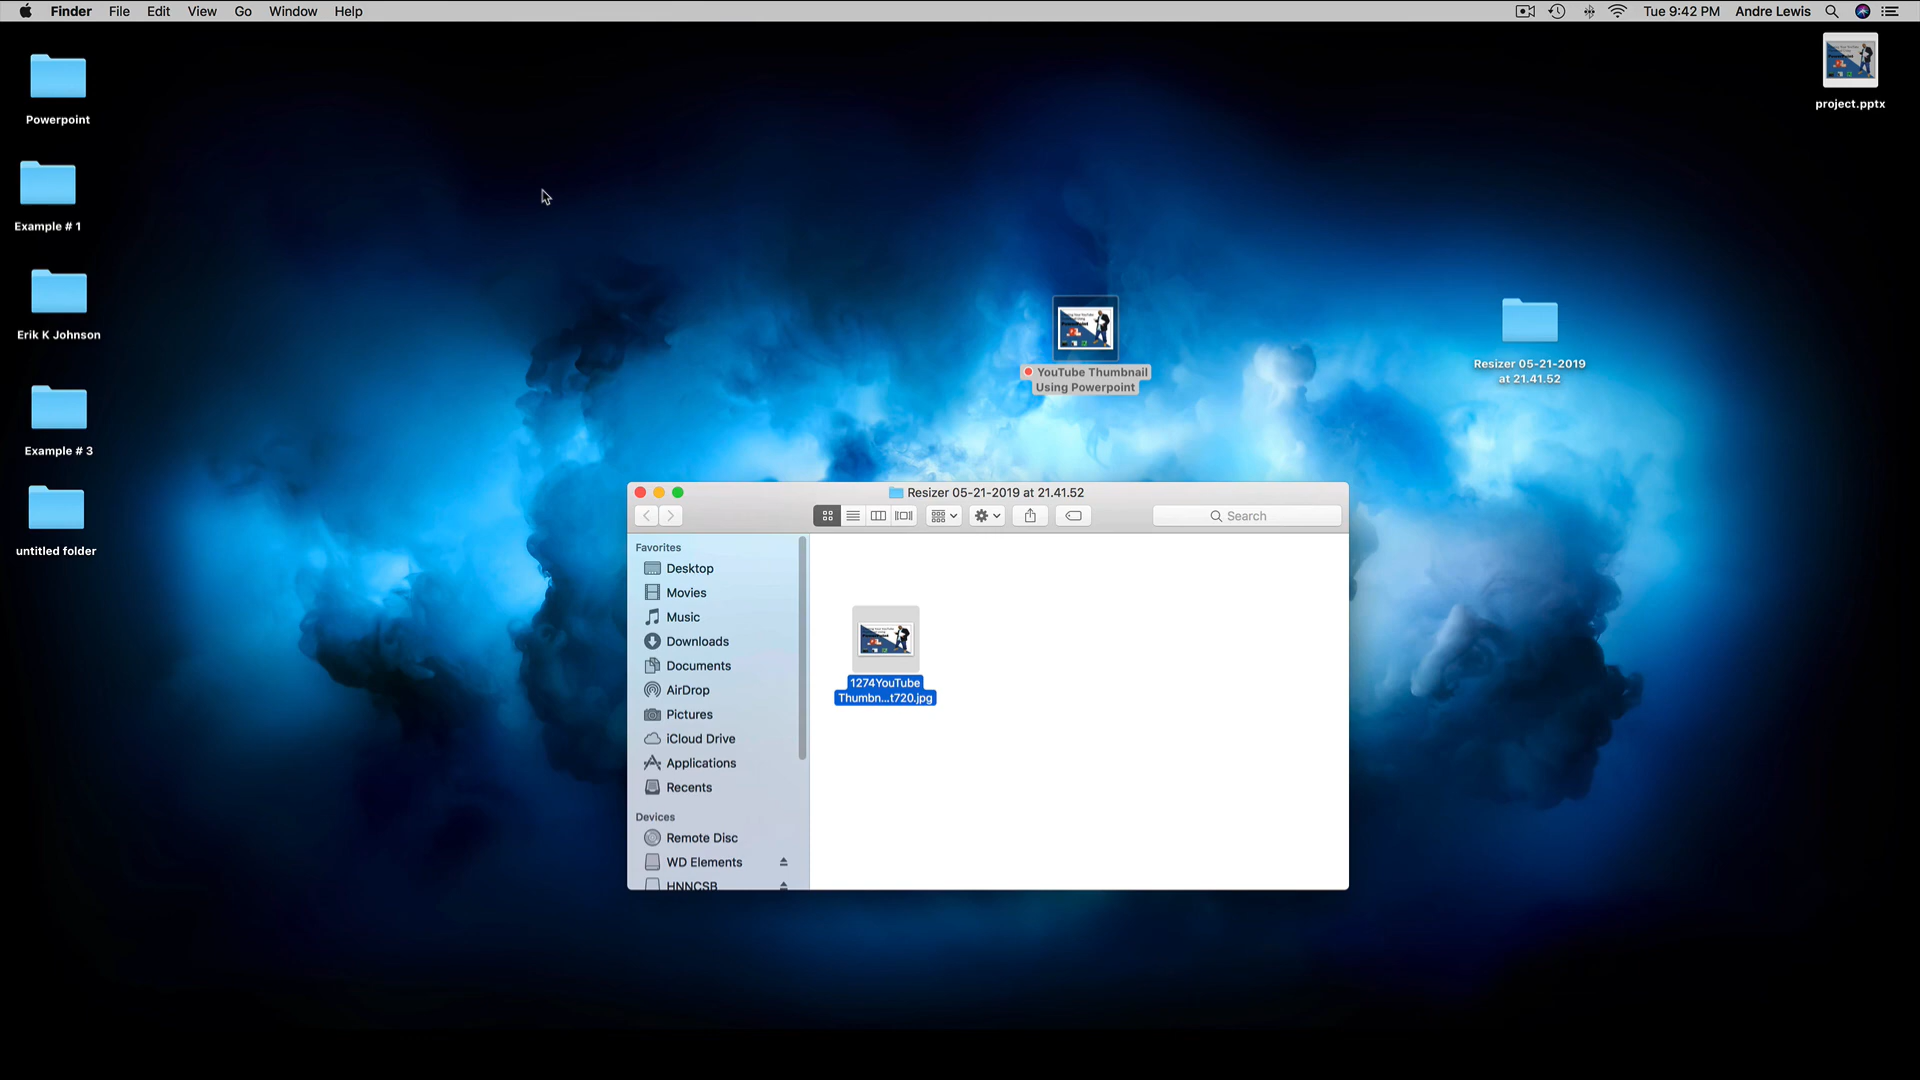 Finder File Edit View Go Window Help
Tue 9:42 PM Andre Lewis
Powerpoint
Example # 1
Erik K Johnson
Example # 3
untitled folder
project.pptx
YouTube Thumbnail
Using Powerpoint
Resizer 05-21-2019
at 21.41.52
Resizer 05-21-2019 at 21.41.52
Search
Favorites
Desktop
Movies
Music
Downloads
Documents
AirDrop
Pictures
iCloud Drive
Applications
Recents
Devices
Remote Disc
WD Elements
HNNCSB
1274YouTube
Thumbn...t720.jpg